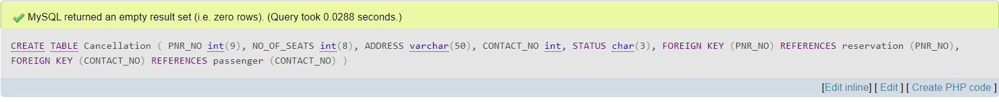 MySQL returned an empty result set (i.e. zero rows). (Query took 0.0288 seconds.)
CREATE TABLE Cancellation ( PNR_NO int(9), NO_OF_SEATS int(8), ADDRESS varchar(50), CONTACT_NO int, STATUS char(3), FOREIGN KEY (PNR_NO) REFERENCES reservation (PNR_NO),
FOREIGN KEY (CONTACT_NO) REFERENCES passenger (CONTACT_NO) )
[Edit inline] [ Edit ] [ Create PHP code ]